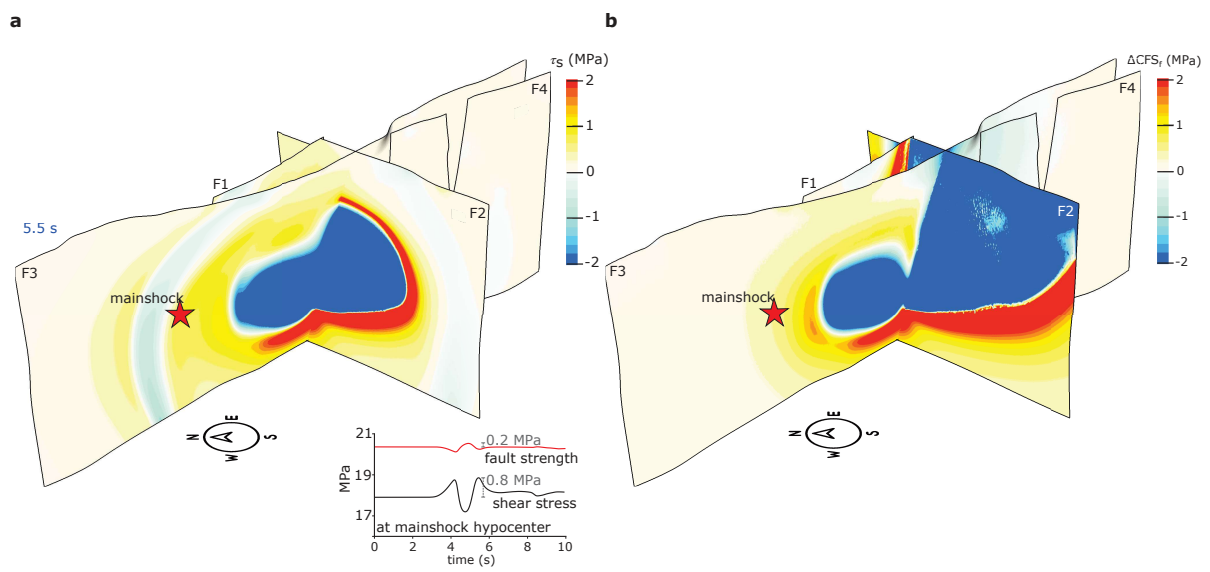 a
τS (MPa)
2
1
0
-1
-2
F4
F1
F2
5.5 s
F3
mainshock
N
E
S
W
21
19
17
MPa
0.2 MPa
fault strength
0.8 MPa
shear stress
at mainshock hypocenter
0
2
4
6
8
10
time (s)
b
ΔCFSr (MPa)
2
1
0
-1
-2
F4
F1
F2
F3
mainshock
N
E
S
W